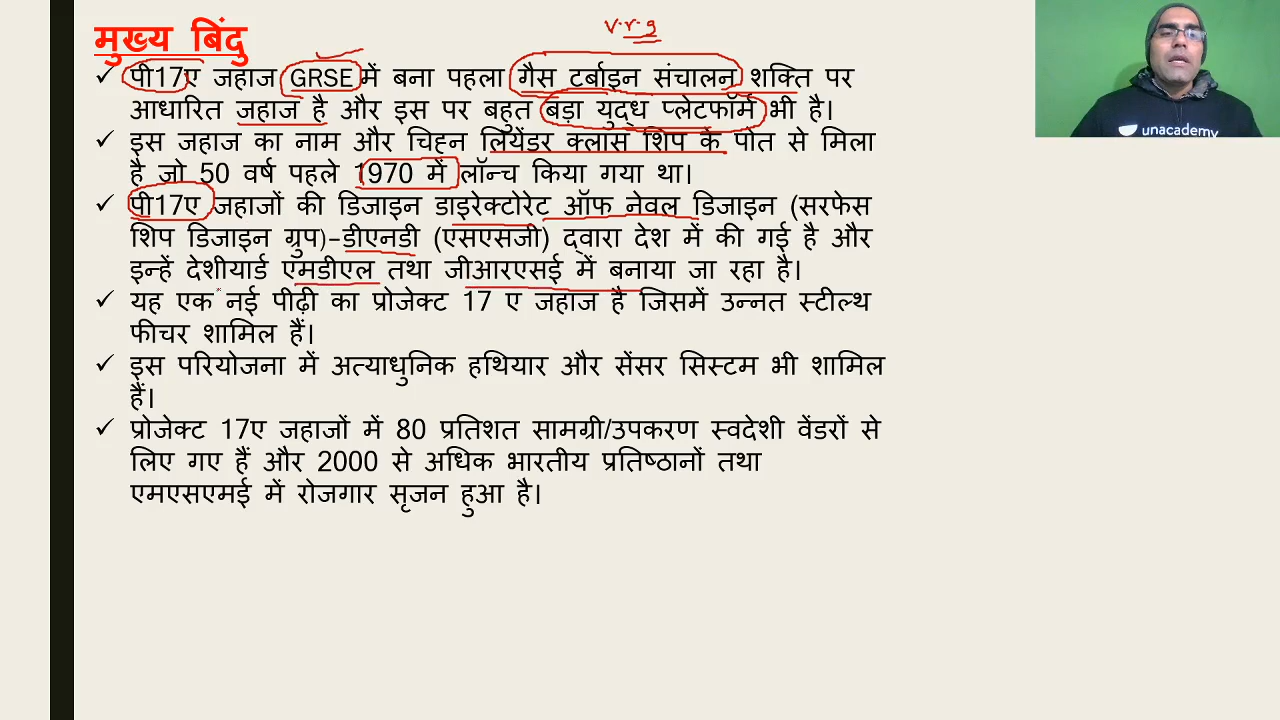 v.r.g
मुख्य बिंदु
✓ पी17ए जहाज GRSE में बना पहला गैस टर्बाइन संचालन शक्ति पर
आधारित जहाज है और इस पर बहुत बड़ा युद्ध प्लेटफॉर्म भी है।
✓ इस जहाज का नाम और चिह्न लियेंडर क्लास शिप के पोत से मिला
है जो 50 वर्ष पहले 1970 में लॉन्च किया गया था।
✓ पी17ए जहाजों की डिजाइन डाइरेक्टोरेट ऑफ नेवल डिजाइन (सरफेस
शिप डिजाइन ग्रुप)-डीएनडी (एसएसजी) द्वारा देश में की गई है और
इन्हें देशीयार्ड एमडीएल तथा जीआरएसई में बनाया जा रहा है।
✓ यह एक नई पीढ़ी का प्रोजेक्ट 17 ए जहाज है जिसमें उन्नत स्टील्थ
फीचर शामिल हैं।
✓ इस परियोजना में अत्याधुनिक हथियार और सेंसर सिस्टम भी शामिल
हैं।
✓ प्रोजेक्ट 17ए जहाजों में 80 प्रतिशत सामग्री/उपकरण स्वदेशी वेंडरों से
लिए गए हैं और 2000 से अधिक भारतीय प्रतिष्ठानों तथा
एमएसएमई में रोजगार सृजन हुआ है।
unacademy